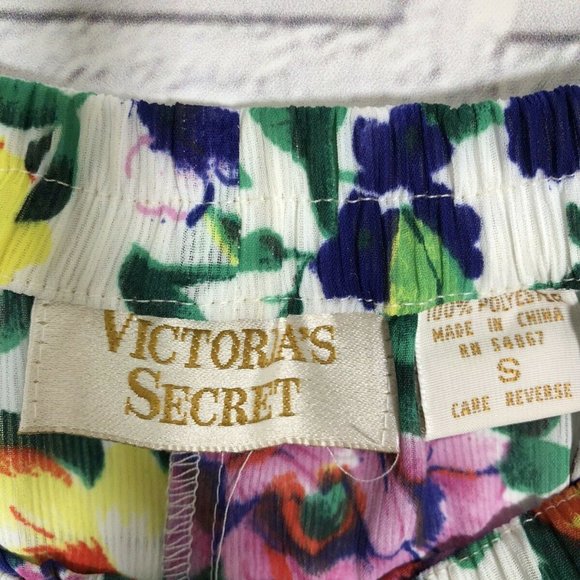 VICTORIA'S
SECRET
100% POLYESTER
MADE IN CHINA
RN 54867
S
CARE REVERSE